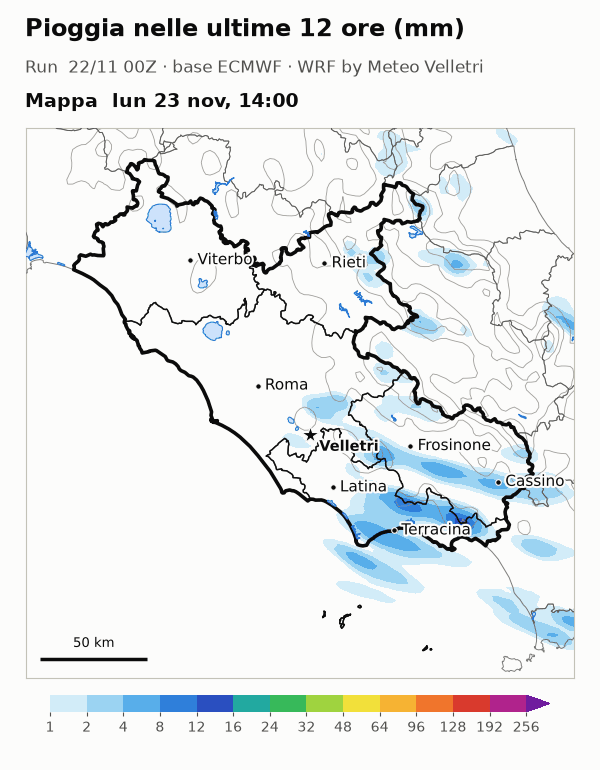 Pioggia nelle ultime 12 ore (mm)
Run 22/11 00Z · base ECMWF · WRF by Meteo Velletri
Mappa lun 23 nov, 14:00
Viterbo
Rieti
Roma
Velletri
Frosinone
Latina
Cassino
Terracina
50 km
1 2 4 8 12 16 24 32 48 64 96 128 192 256